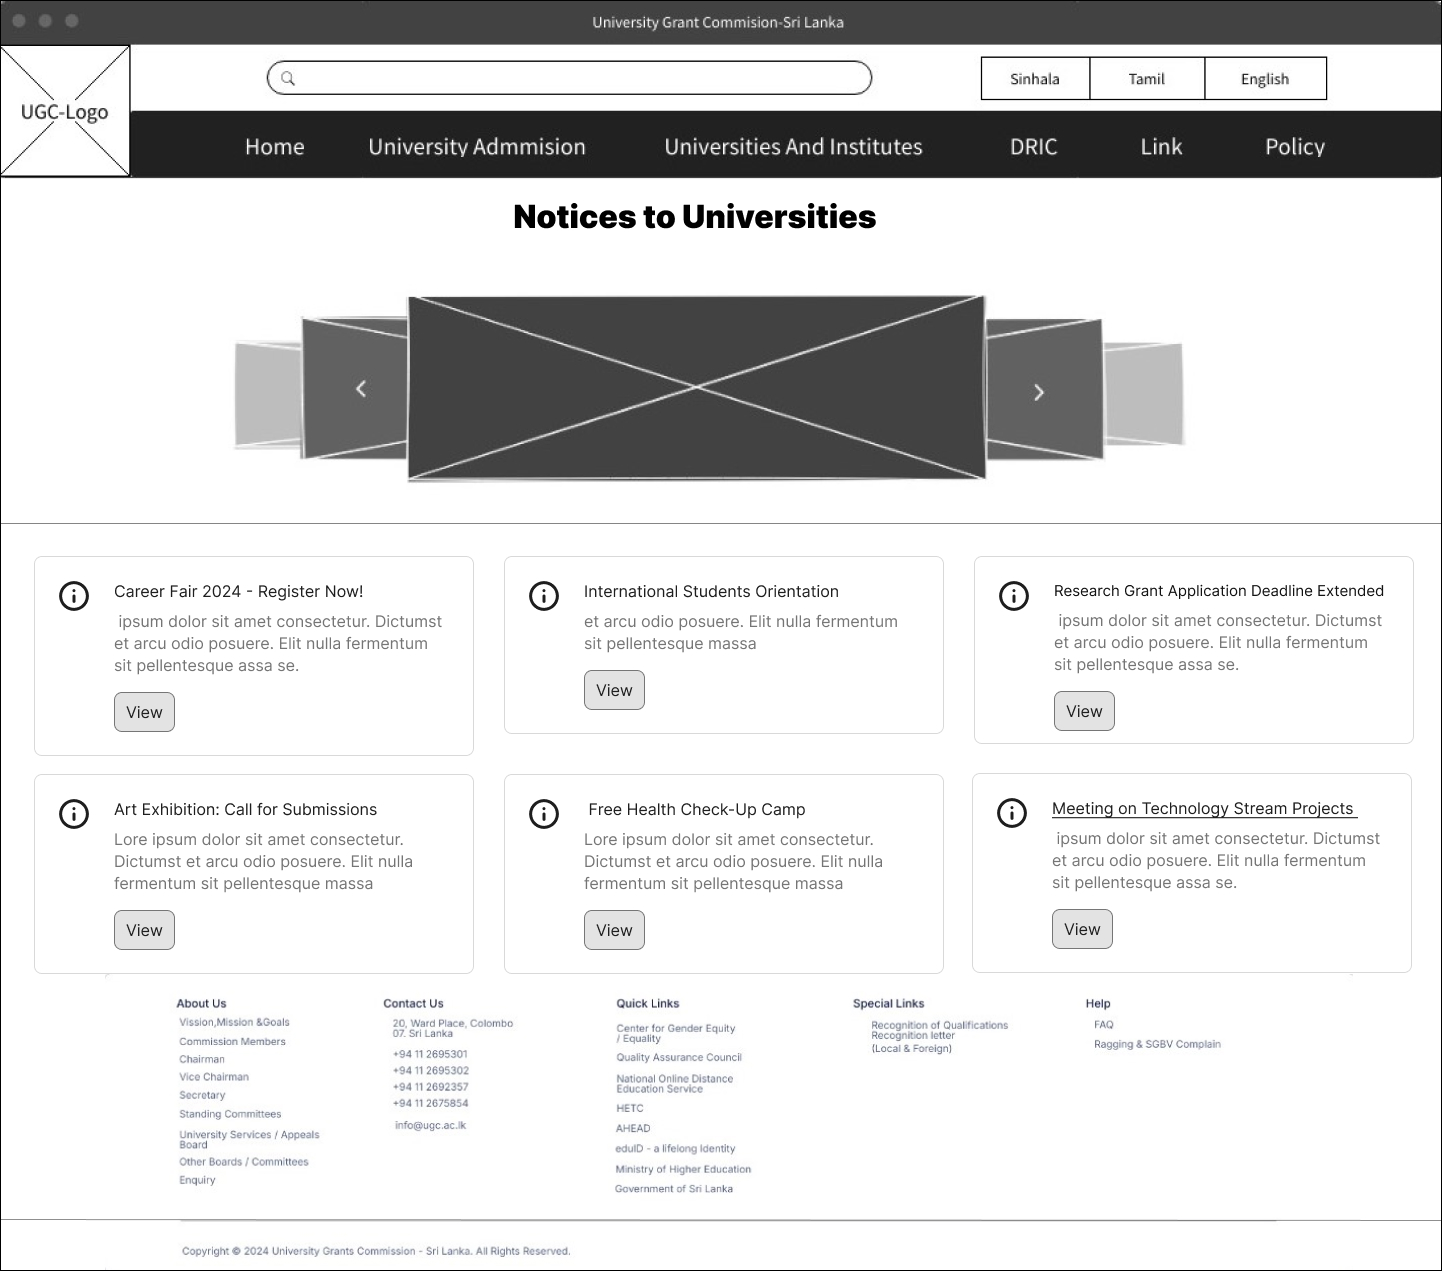 University Grant Commision-Sri Lanka
UGC-Logo
Sinhala
Tamil
English
Home
University Admmision
Universities And Institutes
DRIC
Link
Policy
Notices to Universities
Career Fair 2024 - Register Now!
ipsum dolor sit amet consectetur. Dictumst
et arcu odio posuere. Elit nulla fermentum
sit pellentesque assa se.
View
International Students Orientation
et arcu odio posuere. Elit nulla fermentum
sit pellentesque massa
View
Research Grant Application Deadline Extended
ipsum dolor sit amet consectetur. Dictumst
et arcu odio posuere. Elit nulla fermentum
sit pellentesque assa se.
View
Art Exhibition: Call for Submissions
Lore ipsum dolor sit amet consectetur.
Dictumst et arcu odio posuere. Elit nulla
fermentum sit pellentesque massa
View
Free Health Check-Up Camp
Lore ipsum dolor sit amet consectetur.
Dictumst et arcu odio posuere. Elit nulla
fermentum sit pellentesque massa
View
Meeting on Technology Stream Projects
ipsum dolor sit amet consectetur. Dictumst
et arcu odio posuere. Elit nulla fermentum
sit pellentesque assa se.
View
About Us
Vission,Mission &Goals
Commission Members
Chairman
Vice Chairman
Secretary
Standing Committees
University Services / Appeals
Board
Other Boards / Committees
Enquiry
Contact Us
20, Ward Place, Colombo
07. Sri Lanka
+94 11 2695301
+94 11 2695302
+94 11 2692357
+94 11 2675854
info@ugc.ac.lk
Quick Links
Center for Gender Equity
/ Equality
Quality Assurance Council
National Online Distance
Education Service
HETC
AHEAD
eduID - a lifelong Identity
Ministry of Higher Education
Government of Sri Lanka
Special Links
Recognition of Qualifications
Recognition letter
(Local & Foreign)
Help
FAQ
Ragging & SGBV Complain
Copyright © 2024 University Grants Commission - Sri Lanka. All Rights Reserved.